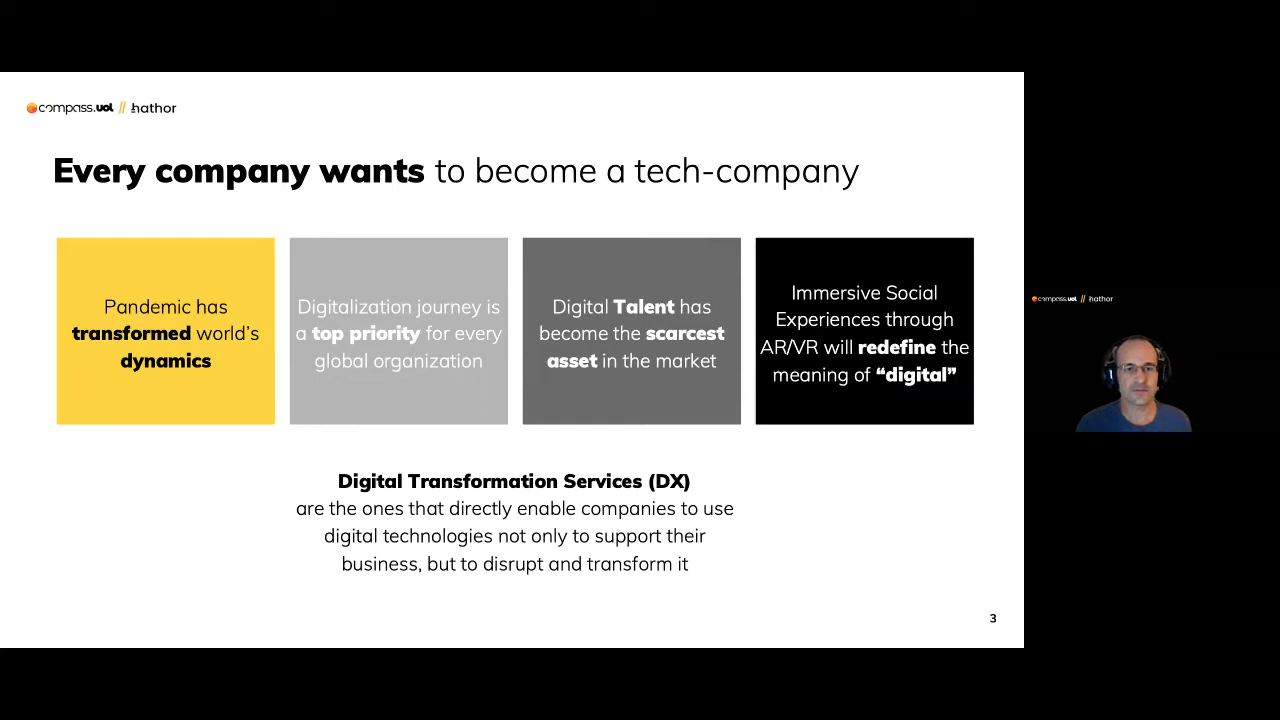 compass.uol // hathor
Every company wants to become a tech-company
Pandemic has
transformed world's
dynamics
Digitalization journey is
a top priority for every
global organization
Digital Talent has
become the scarcest
asset in the market
Immersive Social
Experiences through
AR/VR will redefine the
meaning of “digital”
Digital Transformation Services (DX)
are the ones that directly enable companies to use
digital technologies not only to support their
business, but to disrupt and transform it
3
compass.uol // hathor